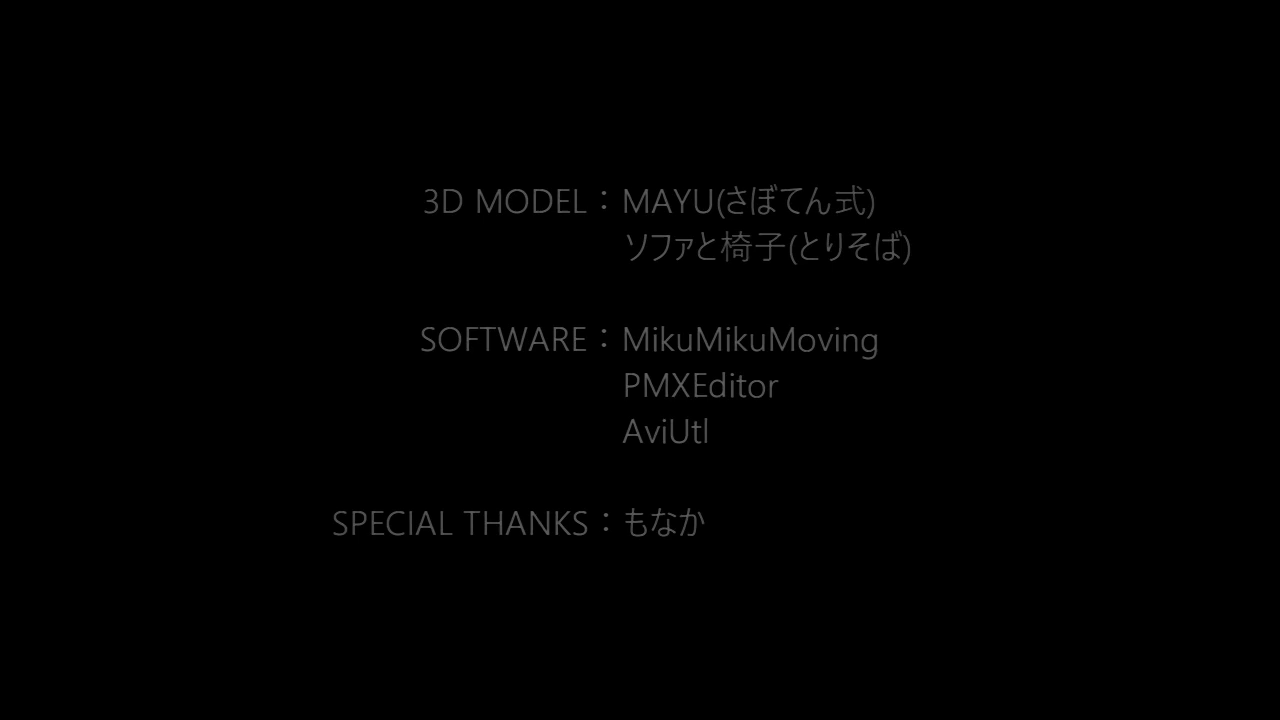 3D MODEL：MAYU(さぼてん式)
ソファと椅子(とりそば)
SOFTWARE：MikuMikuMoving
PMXEditor
AviUtl
SPECIAL THANKS：もなか